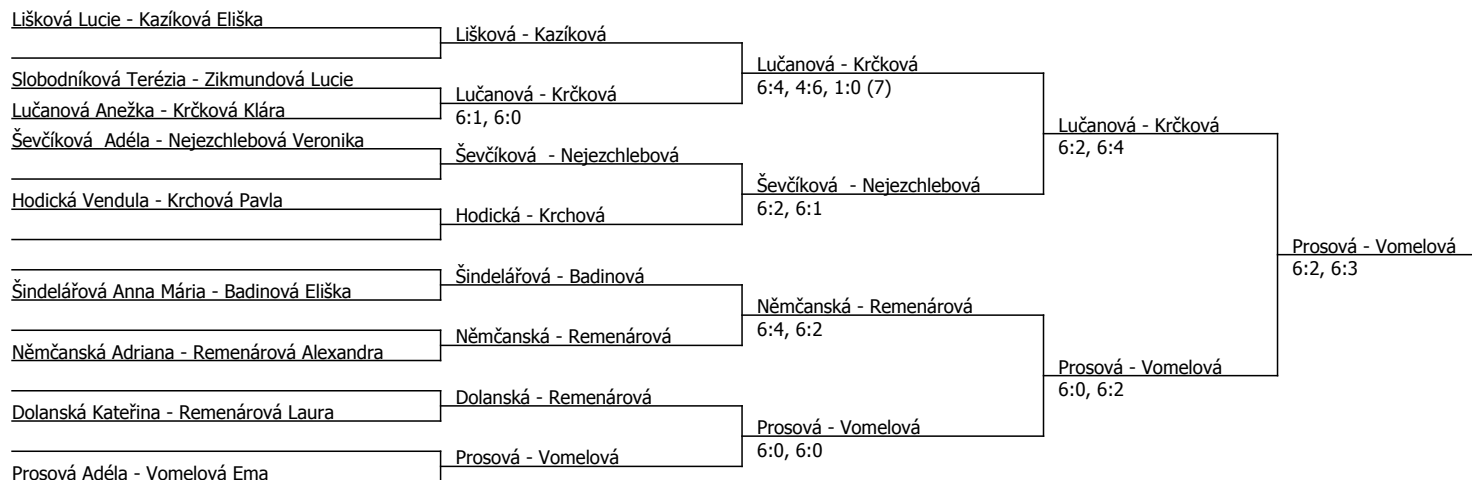 Lišková Lucie - Kazíková Eliška
Slobodníková Terézia - Zikmundová Lucie
Lučanová Anežka - Krčková Klára
Ševčíková  Adéla - Nejezchlebová Veronika
Hodická Vendula - Krchová Pavla
Šindelářová Anna Mária - Badinová Eliška
Němčanská Adriana - Remenárová Alexandra
Dolanská Kateřina - Remenárová Laura
Prosová Adéla - Vomelová Ema
Lišková - Kazíková
Lučanová - Krčková
6:1, 6:0
Ševčíková  - Nejezchlebová
Hodická - Krchová
Šindelářová - Badinová
Němčanská - Remenárová
Dolanská - Remenárová
Prosová - Vomelová
Lučanová - Krčková
6:4, 4:6, 1:0 (7)
Ševčíková  - Nejezchlebová
6:2, 6:1
Němčanská - Remenárová
6:4, 6:2
Prosová - Vomelová
6:0, 6:0
Lučanová - Krčková
6:2, 6:4
Prosová - Vomelová
6:0, 6:2
Prosová - Vomelová
6:2, 6:3